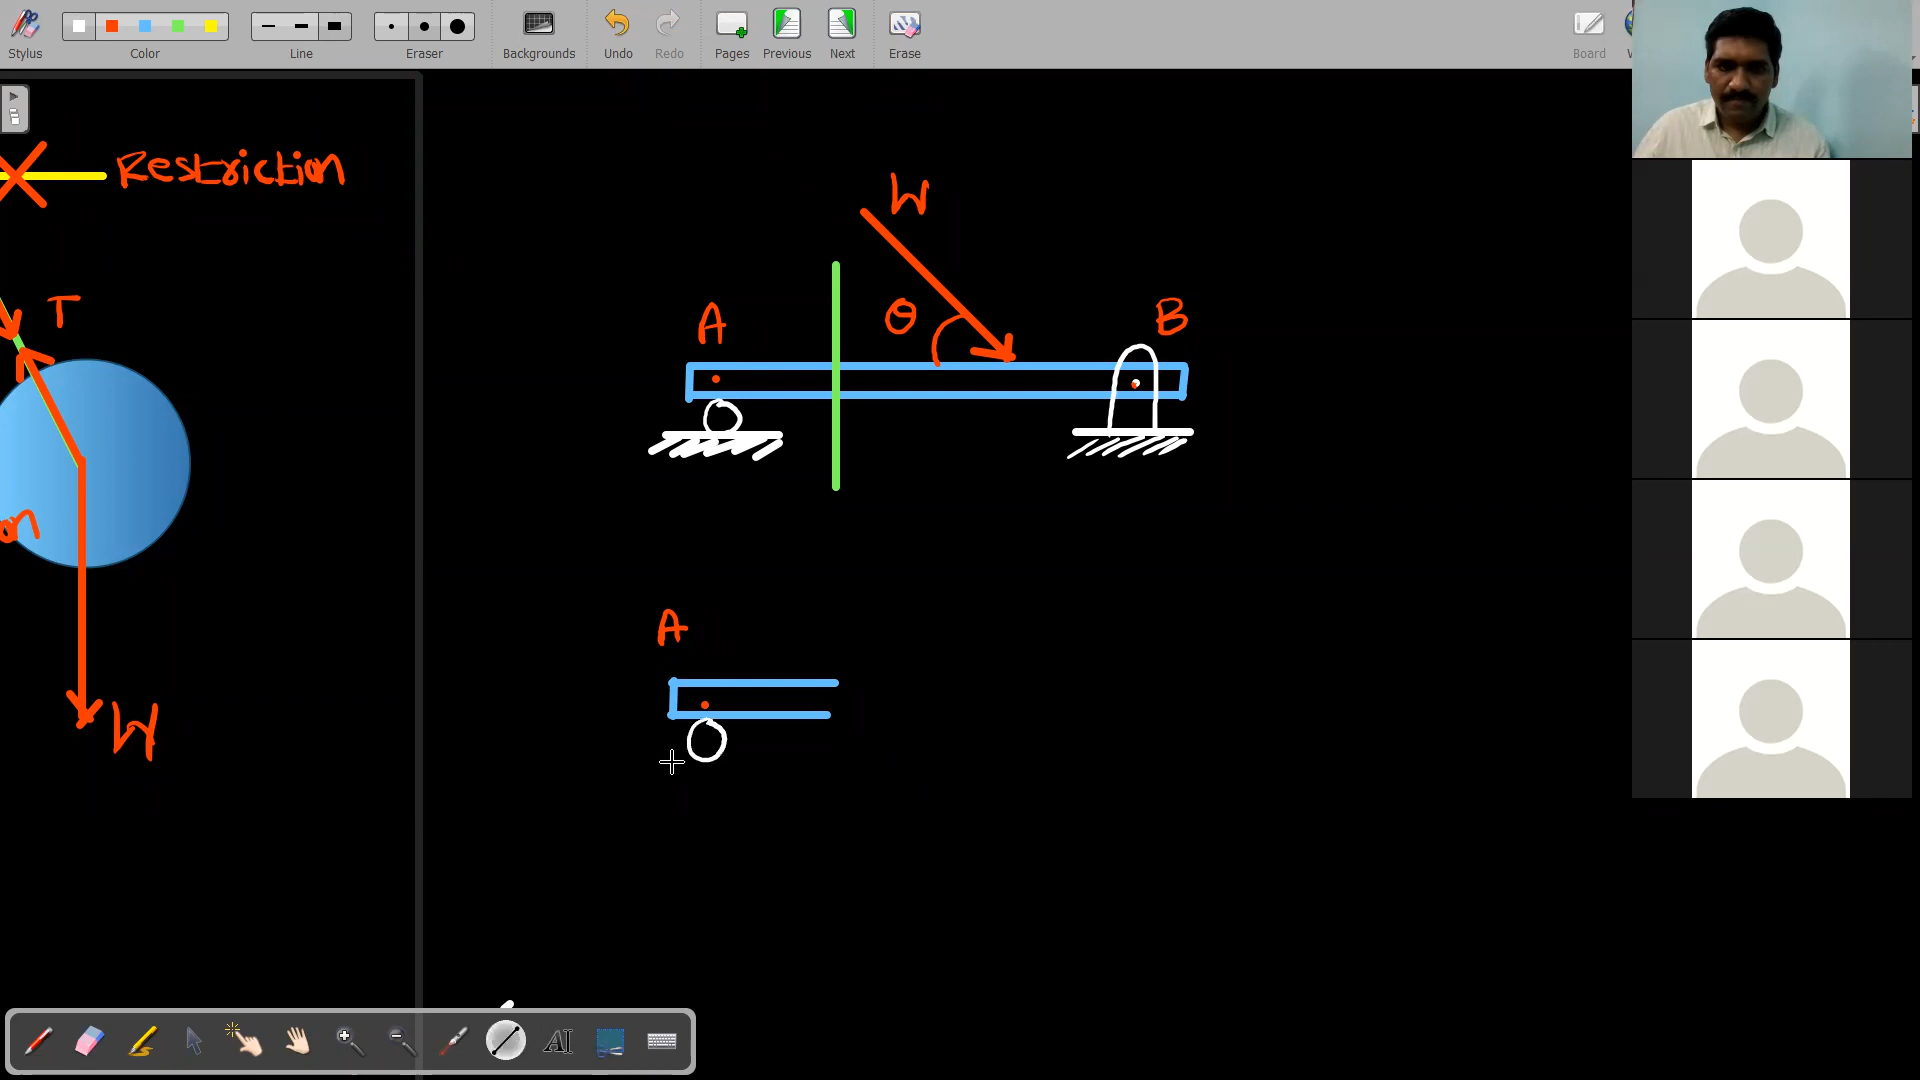 Stylus
Color
Line
Eraser
Backgrounds
Undo
Redo
Pages
Previous
Next
Erase
Board
Restriction
T
W
W
θ
A
B
A